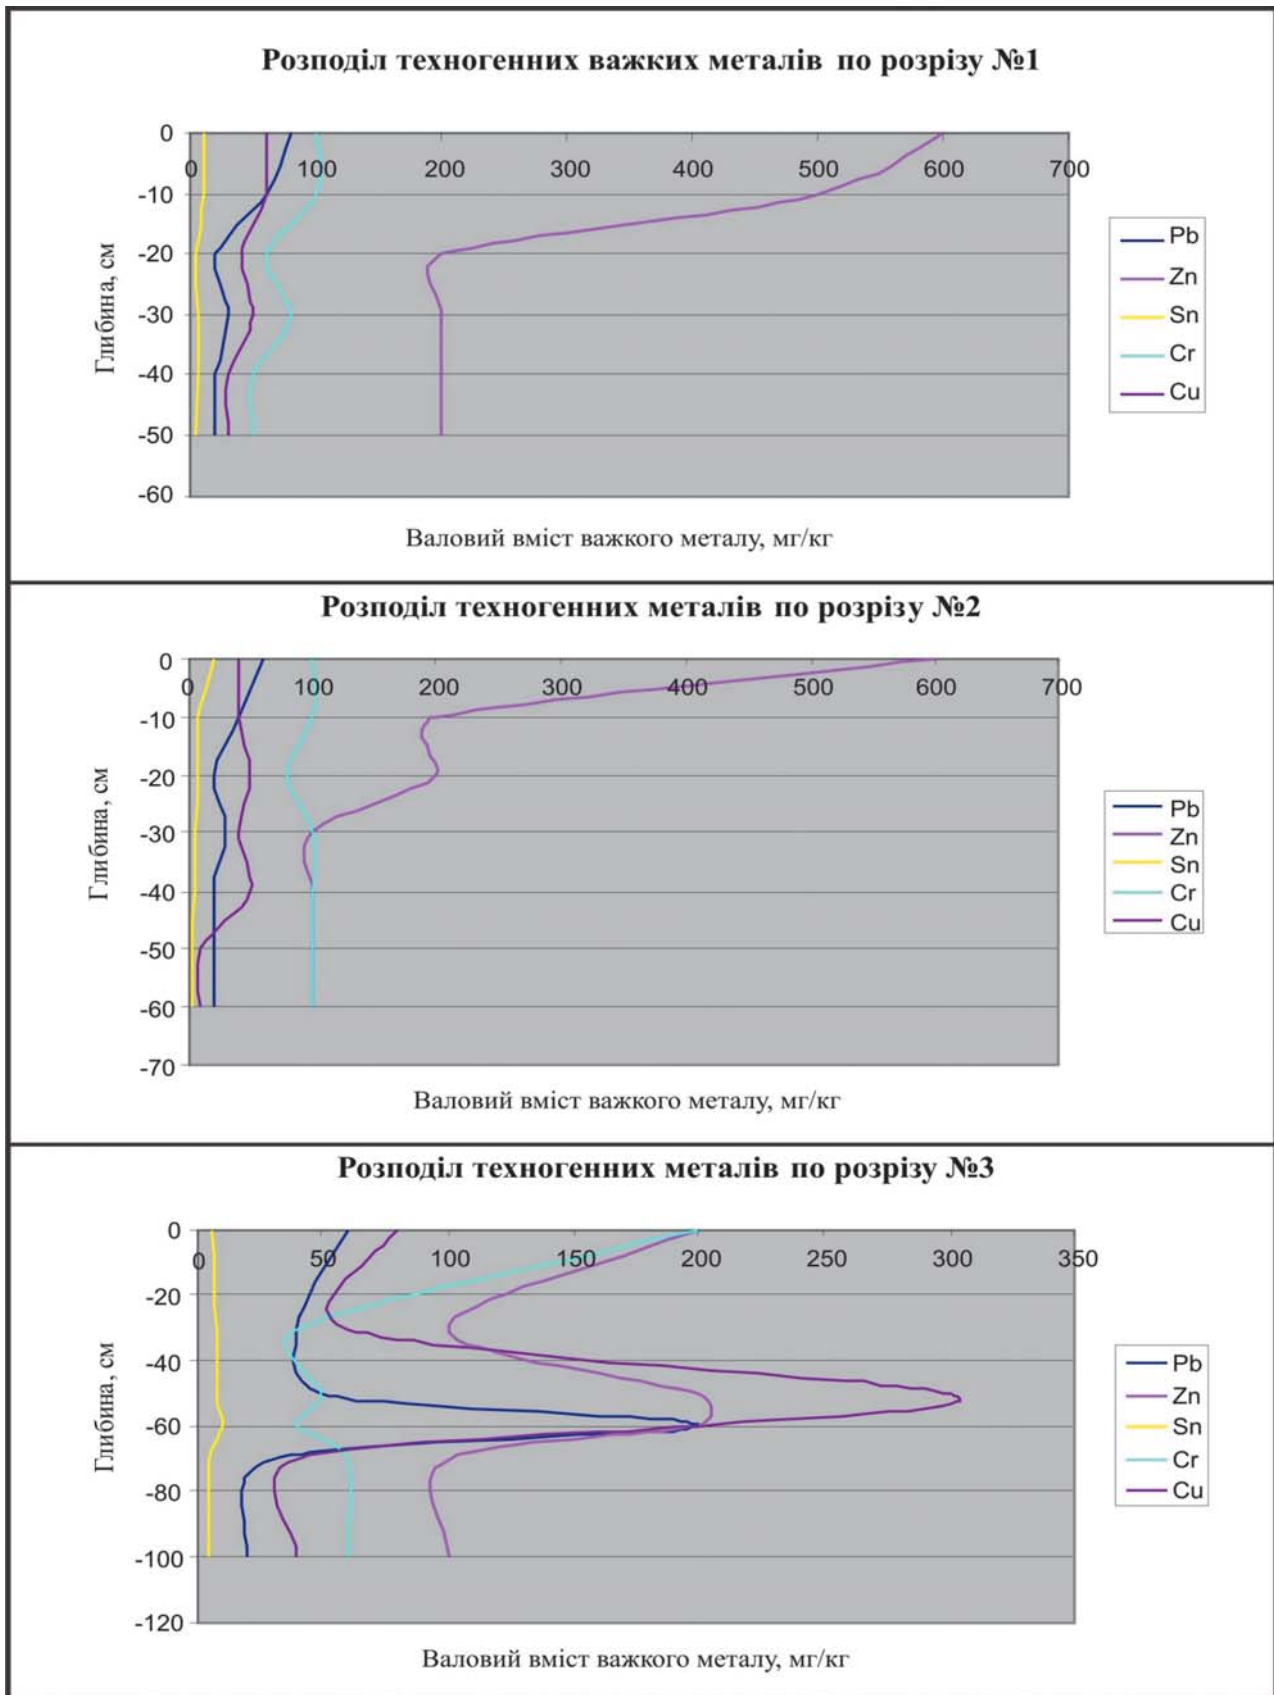 Розподіл техногенних важких металів по розрізу №1
0
0 100 200 300 400 500 600 700
-10
-20
-30
-40
-50
-60
Глибина, см
Pb
Zn
Sn
Cr
Cu
Валовий вміст важкого металу, мг/кг
Розподіл техногенних металів по розрізу №2
0
0 100 200 300 400 500 600 700
-10
-20
-30
-40
-50
-60
-70
Глибина, см
Pb
Zn
Sn
Cr
Cu
Валовий вміст важкого металу, мг/кг
Розподіл техногенних металів по розрізу №3
0
0 50 100 150 200 250 300 350
-20
-40
-60
-80
-100
-120
Глибина, см
Pb
Zn
Sn
Cr
Cu
Валовий вміст важкого металу, мг/кг